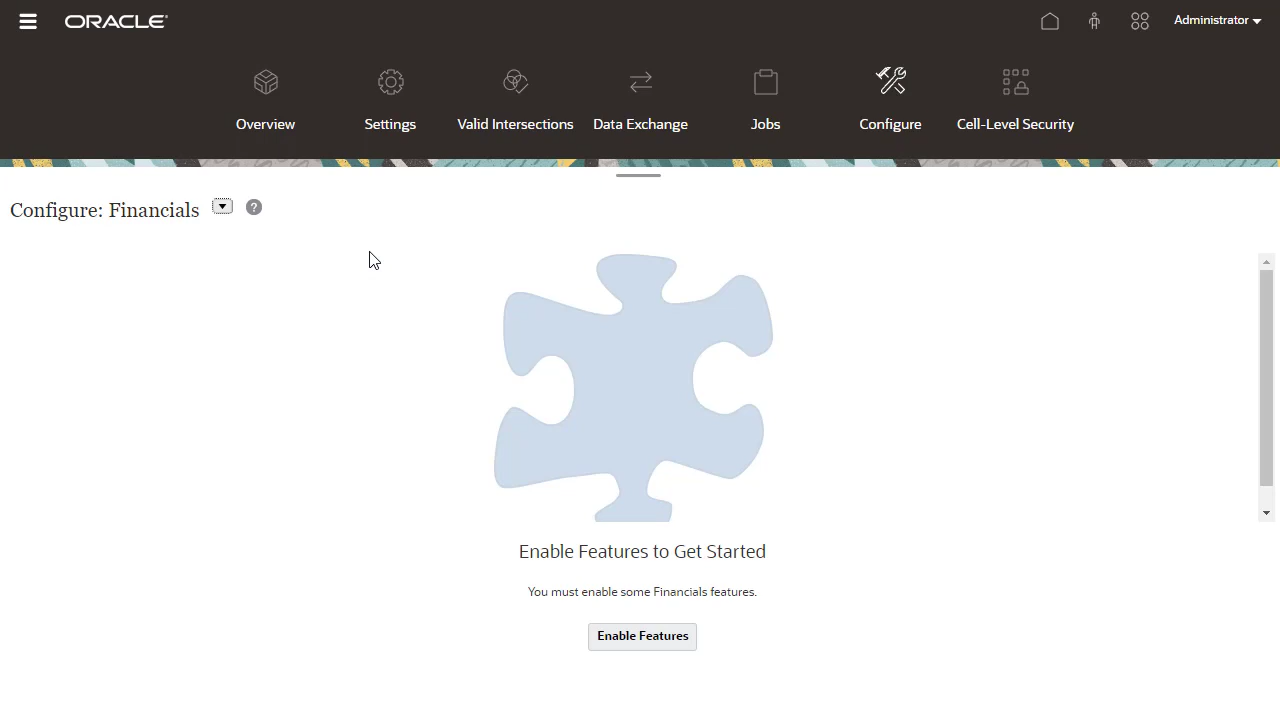 ORACLE
Administrator
Overview
Settings
Valid Intersections
Data Exchange
Jobs
Configure
Cell-Level Security
Configure: Financials
?
Enable Features to Get Started
You must enable some Financials features.
Enable Features